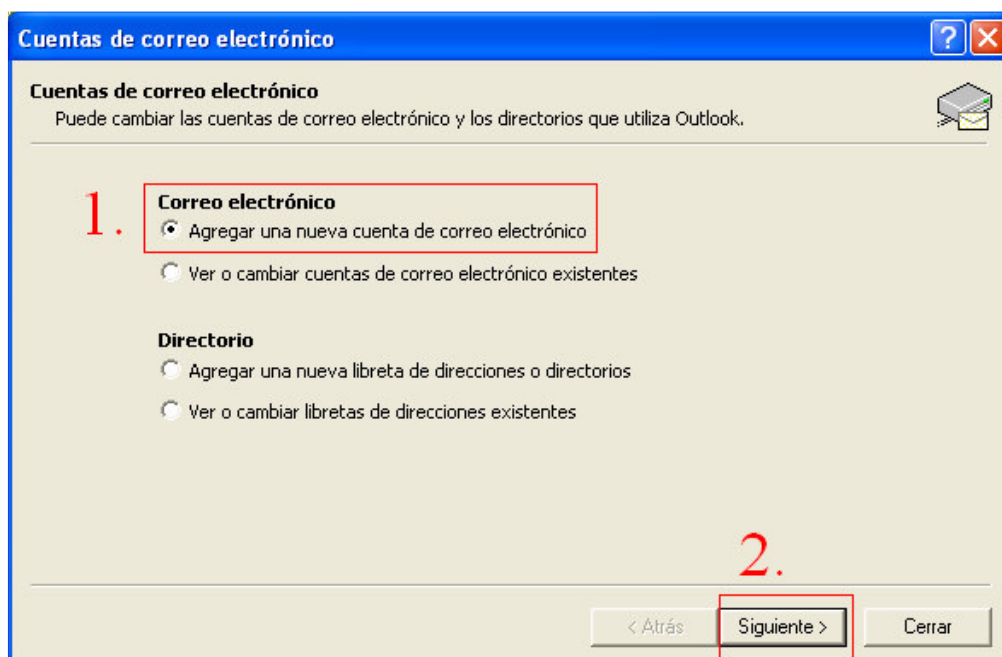 Cuentas de correo electrónico
Cuentas de correo electrónico
Puede cambiar las cuentas de correo electrónico y los directorios que utiliza Outlook.
1.
Correo electrónico
Agregar una nueva cuenta de correo electrónico
Ver o cambiar cuentas de correo electrónico existentes
Directorio
Agregar una nueva libreta de direcciones o directorios
Ver o cambiar libretas de direcciones existentes
2.
< Atrás Siguiente > Cerrar